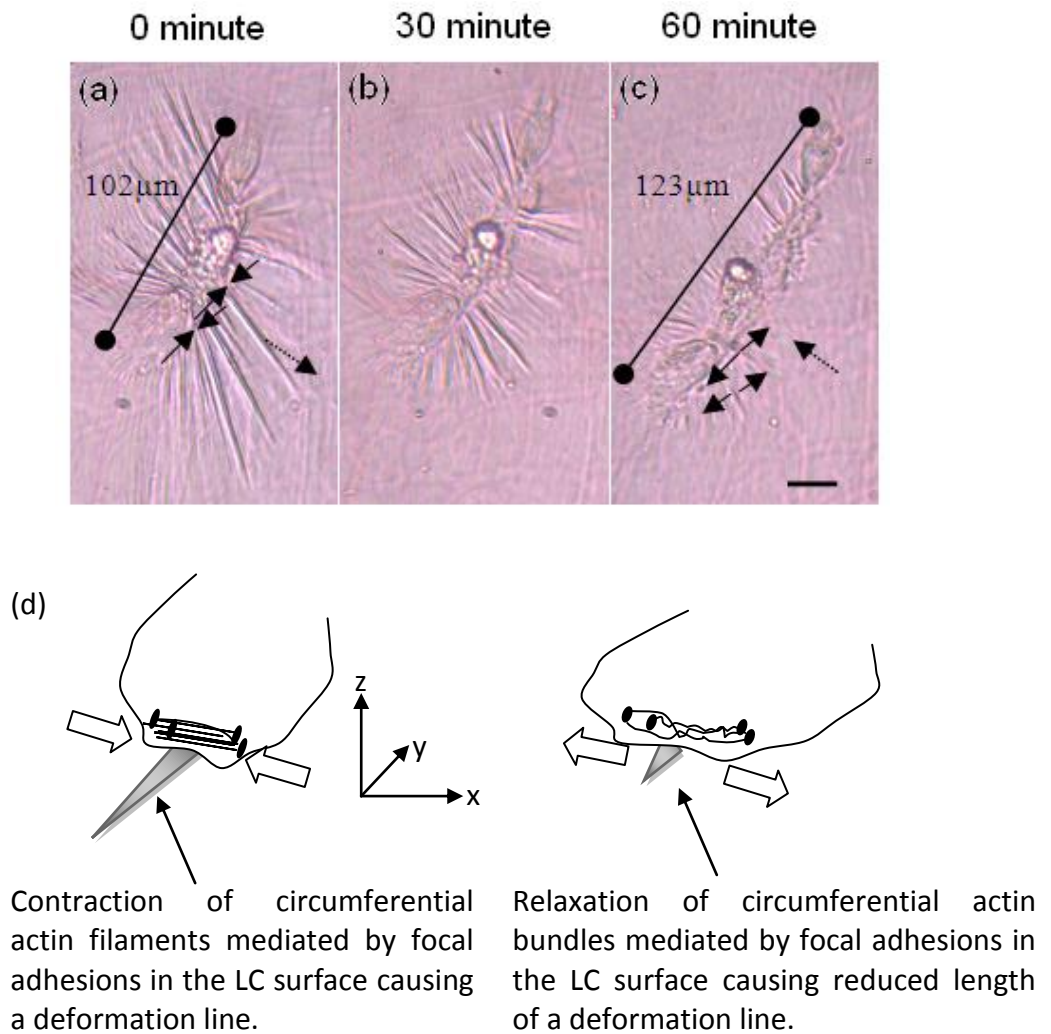 0 minute 30 minute 60 minute
(a) (b) (c)
102µm 123µm
(d)
z
y
x
Contraction of circumferential
actin filaments mediated by focal
adhesions in the LC surface causing
a deformation line.
Relaxation of circumferential actin
bundles mediated by focal adhesions in
the LC surface causing reduced length
of a deformation line.